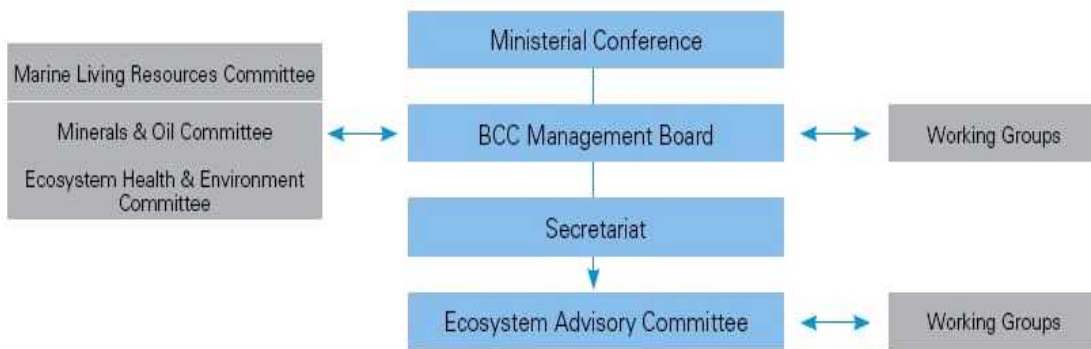 Ministerial Conference
Marine Living Resources Committee
Minerals & Oil Committee
BCC Management Board
Working Groups
Ecosystem Health & Environment
Committee
Secretariat
Ecosystem Advisory Committee
Working Groups